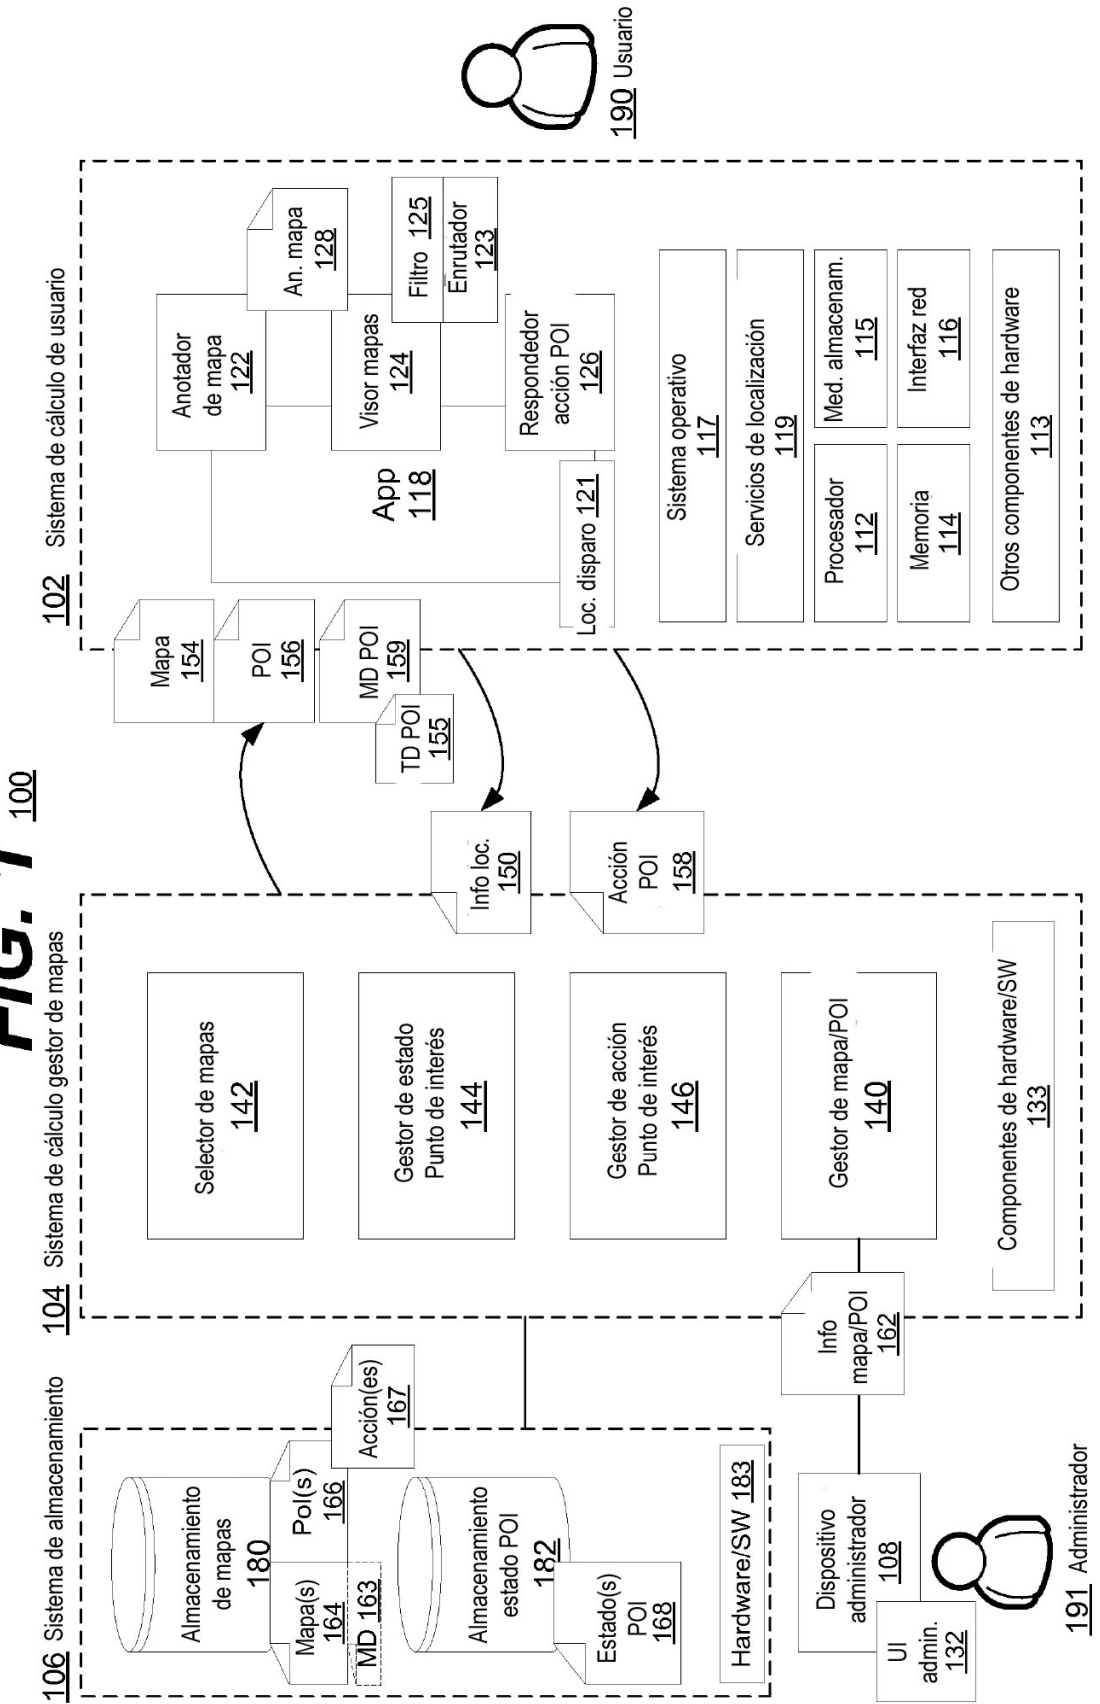 FIG. 1
100
106 Sistema de almacenamiento
Almacenamiento
de mapas
180
Mapa(s)
164
PoI(s)
166
MD 163
Acción(es)
167
Almacenamiento
estado POI
182
Estado(s)
POI
168
Hardware/SW 183
Dispositivo
administrador
108
UI
admin.
132
191 Administrador
104 Sistema de cálculo gestor de mapas
Selector de mapas
142
Gestor de estado
Punto de interés
144
Gestor de acción
Punto de interés
146
Gestor de mapa/POI
140
Info
mapa/POI
162
Componentes de hardware/SW
133
Info loc.
150
Acción
POI
158
Mapa
154
POI
156
MD POI
159
TD POI
155
102 Sistema de cálculo de usuario
Anotador
de mapa
122
An. mapa
128
Visor mapas
124
Filtro 125
Enrutador
123
App
118
Respondedor
acción POI
126
Loc. disparo 121
Sistema operativo
117
Servicios de localización
119
Procesador
112
Med. almacenam.
115
Memoria
114
Interfaz red
116
Otros componentes de hardware
113
190 Usuario